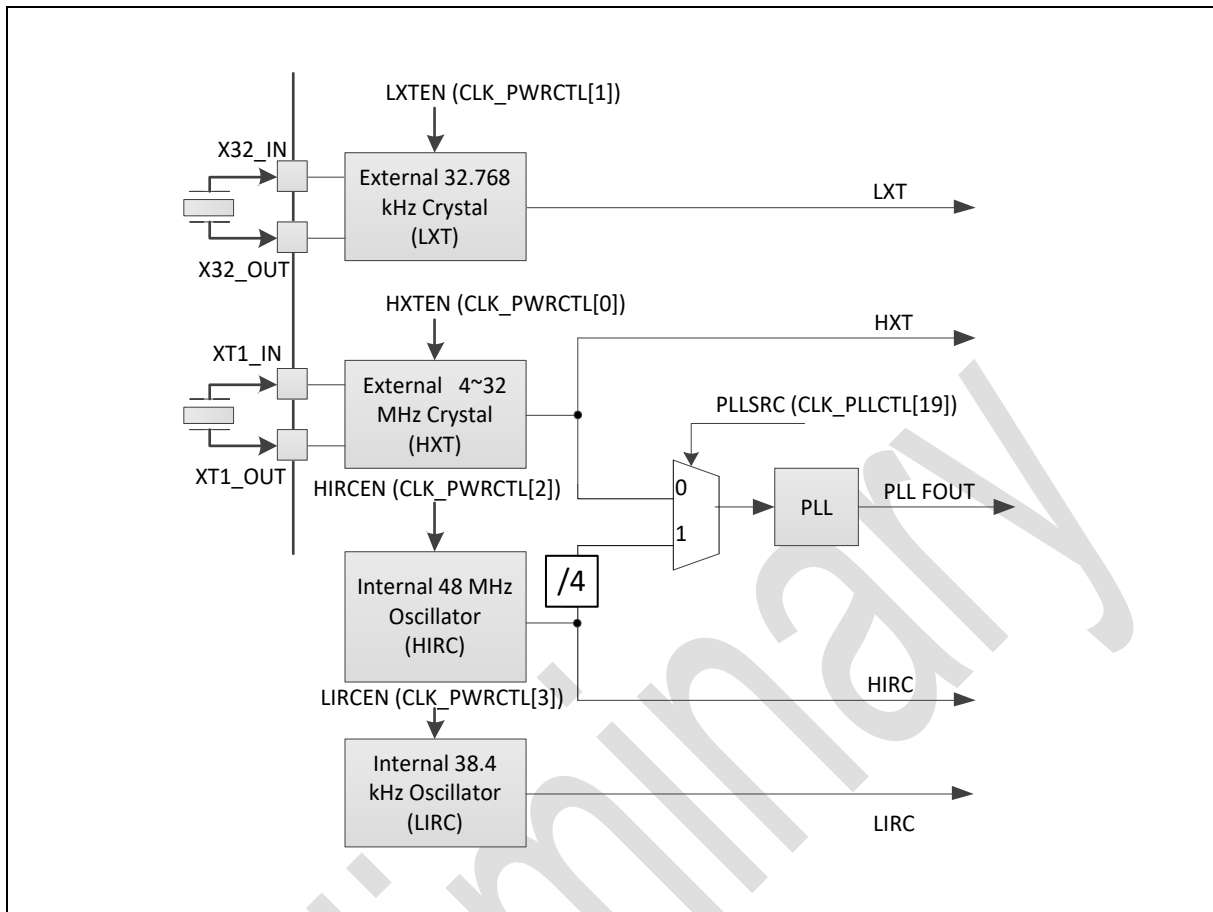 LXTEN (CLK_PWRCTL[1])
X32_IN
External 32.768
kHz Crystal
(LXT)
LXT
X32_OUT
HXTEN (CLK_PWRCTL[0])
HXT
XT1_IN
External 4~32
MHz Crystal
(HXT)
PLLSRC (CLK_PLLCTL[19])
XT1_OUT
HIRCEN (CLK_PWRCTL[2])
0
1
PLL
PLL FOUT
/4
Internal 48 MHz
Oscillator
(HIRC)
HIRC
LIRCEN (CLK_PWRCTL[3])
Internal 38.4
kHz Oscillator
(LIRC)
LIRC
liminary